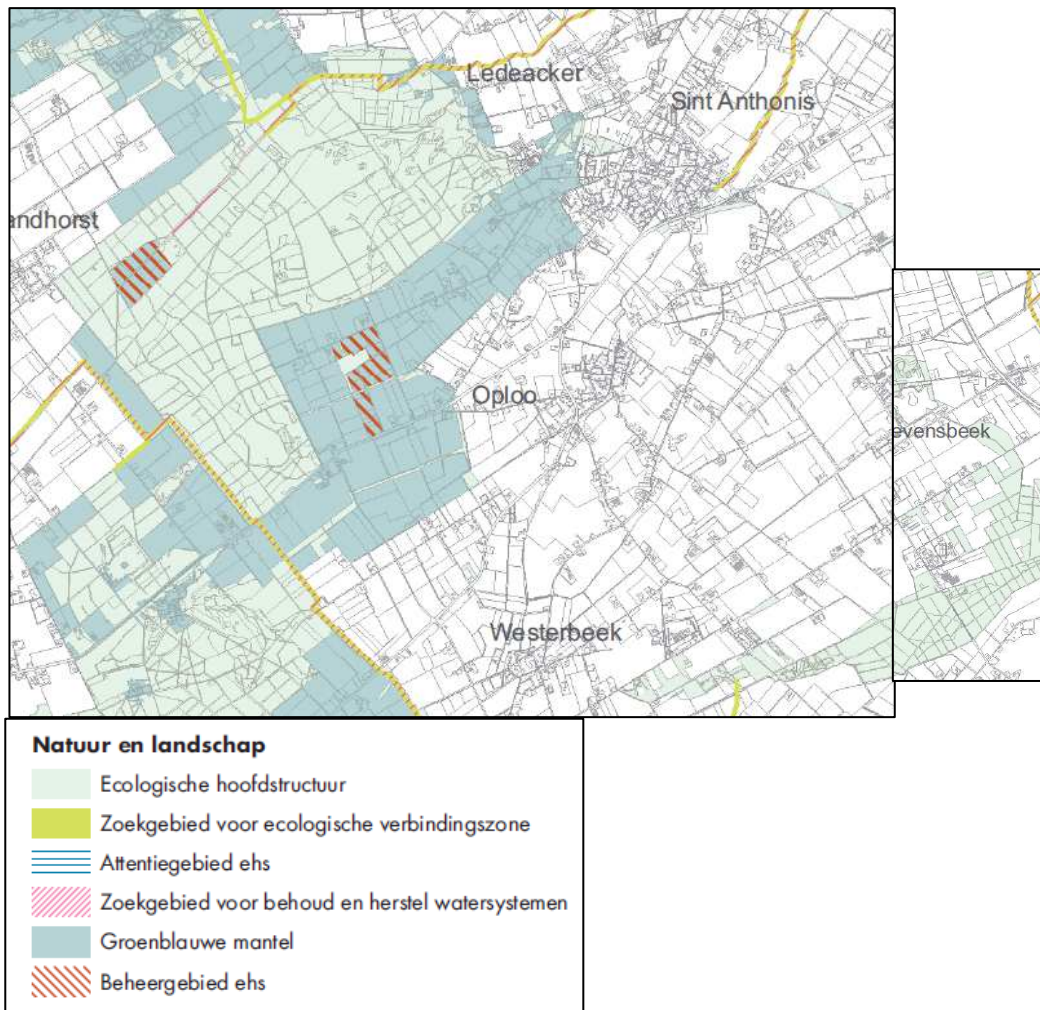 Ledeacker
Sint Anthonis
andhorst
Oploo
evensbeek
Westerbeek
Natuur en landschap
Ecologische hoofdstructuur
Zoekgebied voor ecologische verbindingszone
Attentiegebied ehs
Zoekgebied voor behoud en herstel watersystemen
Groenblauwe mantel
Beheergebied ehs